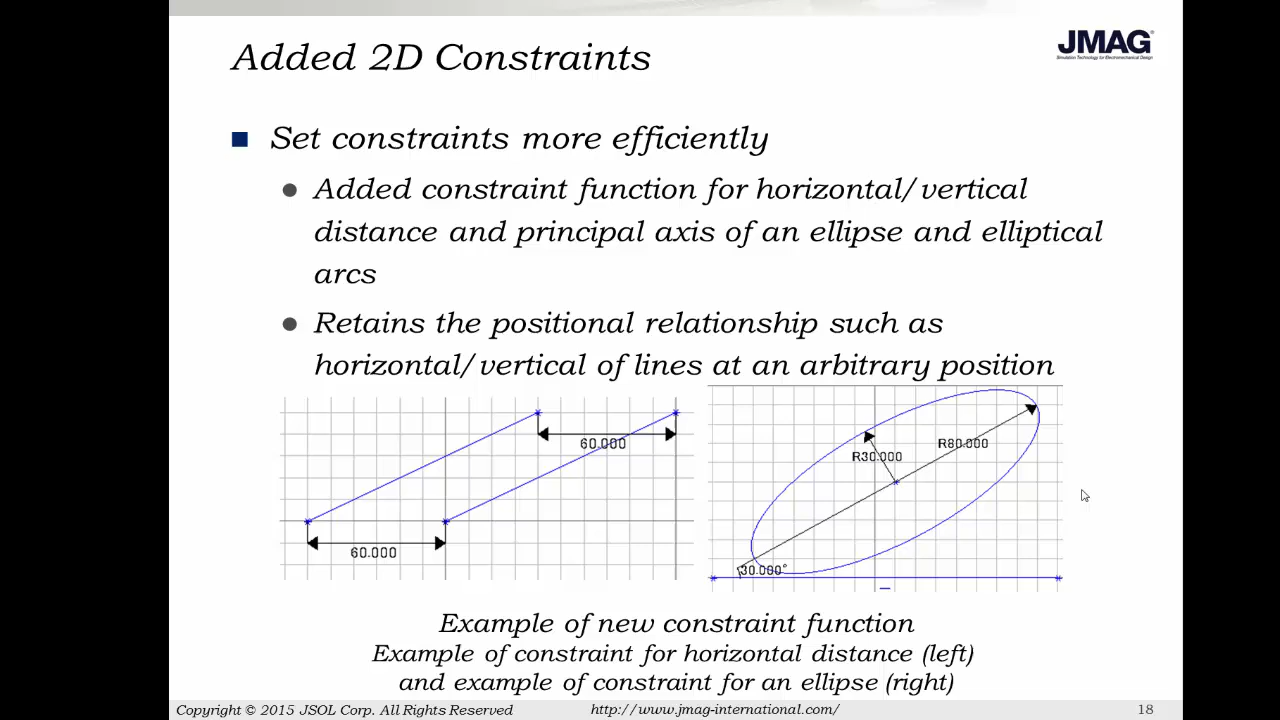 Added 2D Constraints
JMAG
Simulation Technology for Electromechanical Design
Set constraints more efficiently
Added constraint function for horizontal/vertical
distance and principal axis of an ellipse and elliptical
arcs
Retains the positional relationship such as
horizontal/vertical of lines at an arbitrary position
60.000
60.000
R80.000
R30.000
30.000°
Example of new constraint function
Example of constraint for horizontal distance (left)
and example of constraint for an ellipse (right)
Copyright © 2015 JSOL Corp. All Rights Reserved
http://www.jmag-international.com/
18